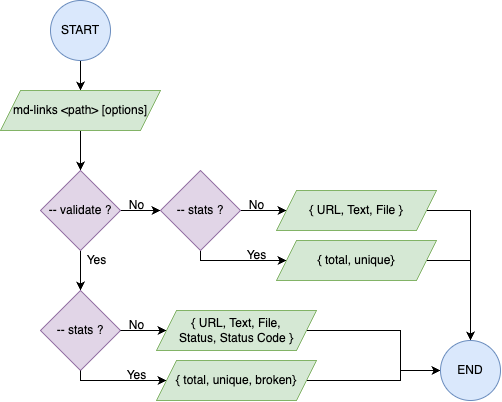 START
md-links <path> [options]
-- validate ?
No
-- stats ?
No
{ URL, Text, File }
Yes
{ total, unique}
Yes
-- stats ?
No
{ URL, Text, File,
Status, Status Code }
Yes
{ total, unique, broken}
END